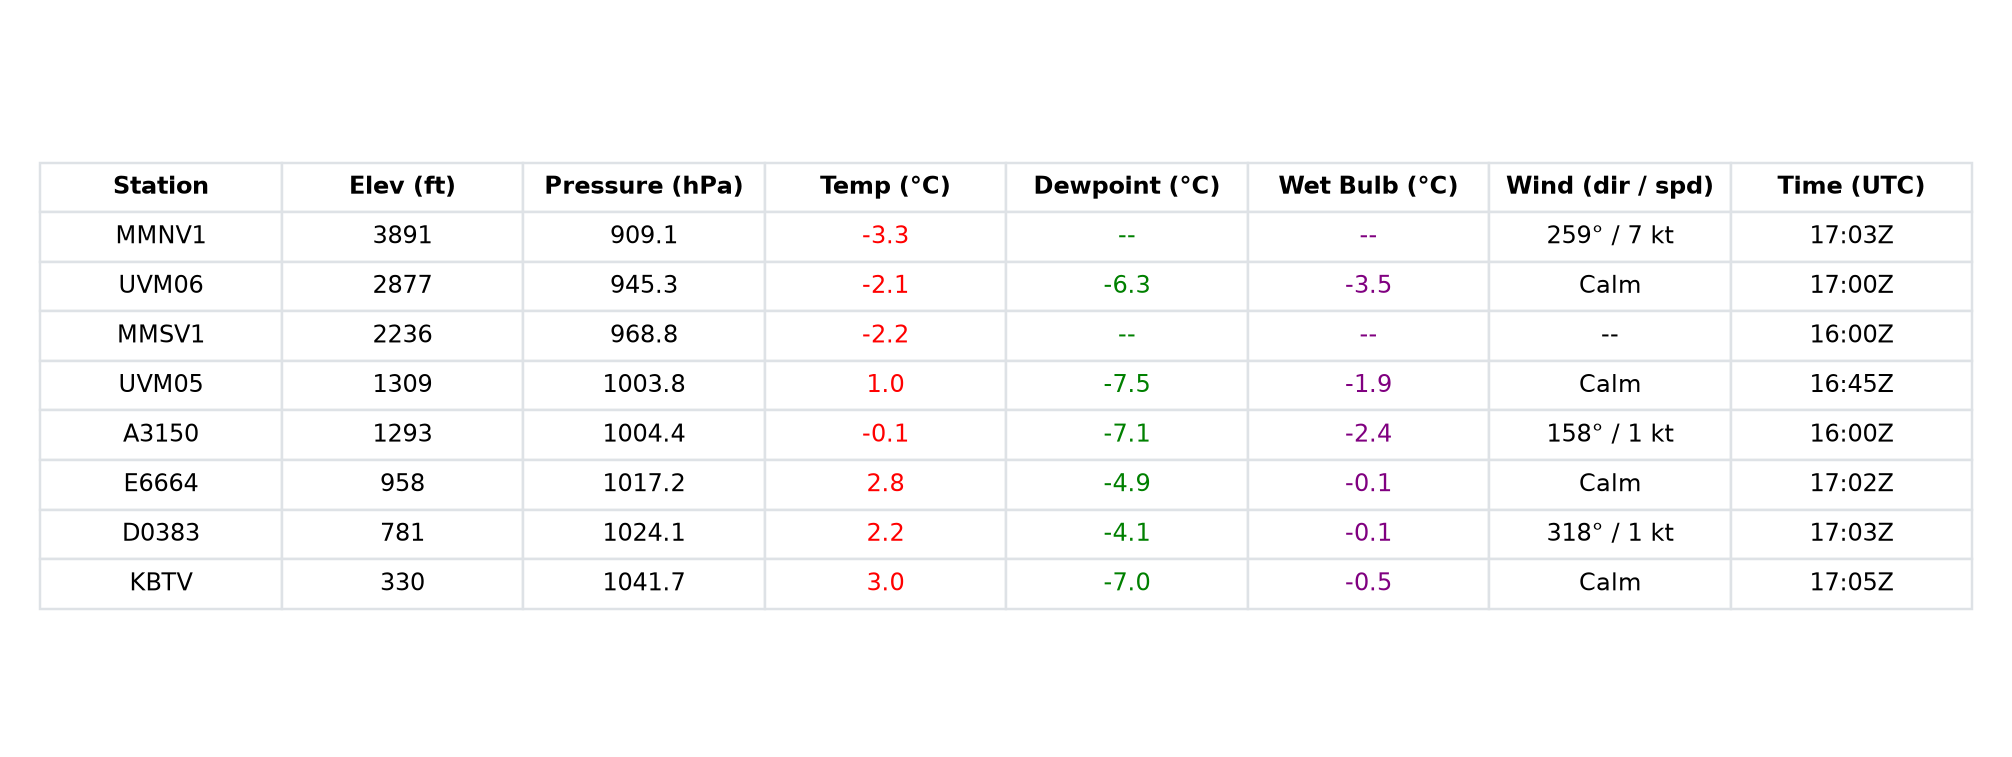 Station Elev (ft) Pressure (hPa) Temp (°C) Dewpoint (°C) Wet Bulb (°C) Wind (dir / spd) Time (UTC)
MMNV1 3891 909.1 -3.3 -- -- 259° / 7 kt 17:03Z
UVM06 2877 945.3 -2.1 -6.3 -3.5 Calm 17:00Z
MMSV1 2236 968.8 -2.2 -- -- -- 16:00Z
UVM05 1309 1003.8 1.0 -7.5 -1.9 Calm 16:45Z
A3150 1293 1004.4 -0.1 -7.1 -2.4 158° / 1 kt 16:00Z
E6664 958 1017.2 2.8 -4.9 -0.1 Calm 17:02Z
D0383 781 1024.1 2.2 -4.1 -0.1 318° / 1 kt 17:03Z
KBTV 330 1041.7 3.0 -7.0 -0.5 Calm 17:05Z